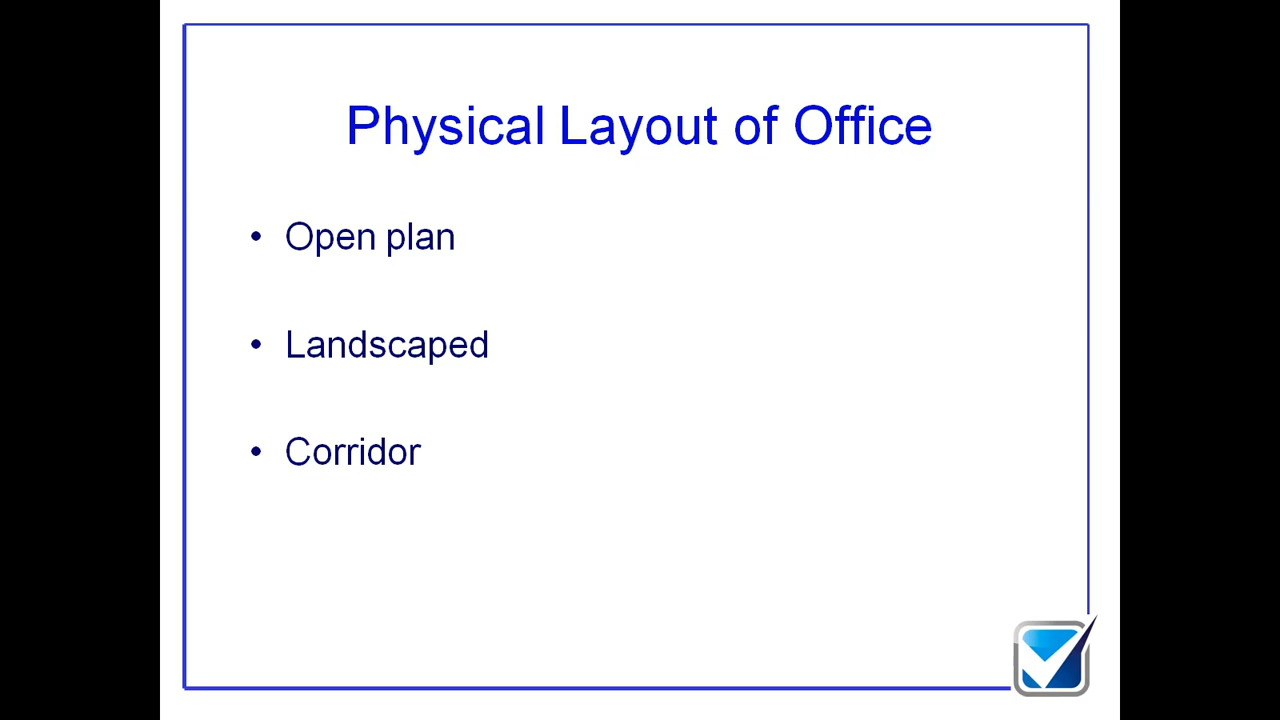 Physical Layout of Office
• Open plan
• Landscaped
• Corridor